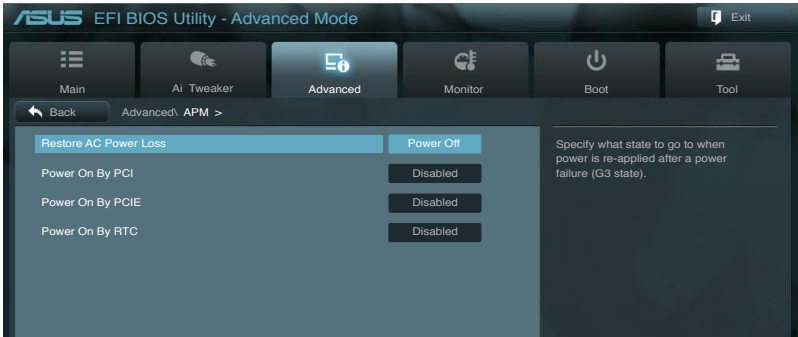 ASUS EFI BIOS Utility - Advanced Mode
Exit
Main
Ai Tweaker
Advanced
Monitor
Boot
Tool
Back
Advanced\ APM >
Restore AC Power Loss
Power Off
Power On By PCI
Disabled
Power On By PCIE
Disabled
Power On By RTC
Disabled
Specify what state to go to when
power is re-applied after a power
failure (G3 state).